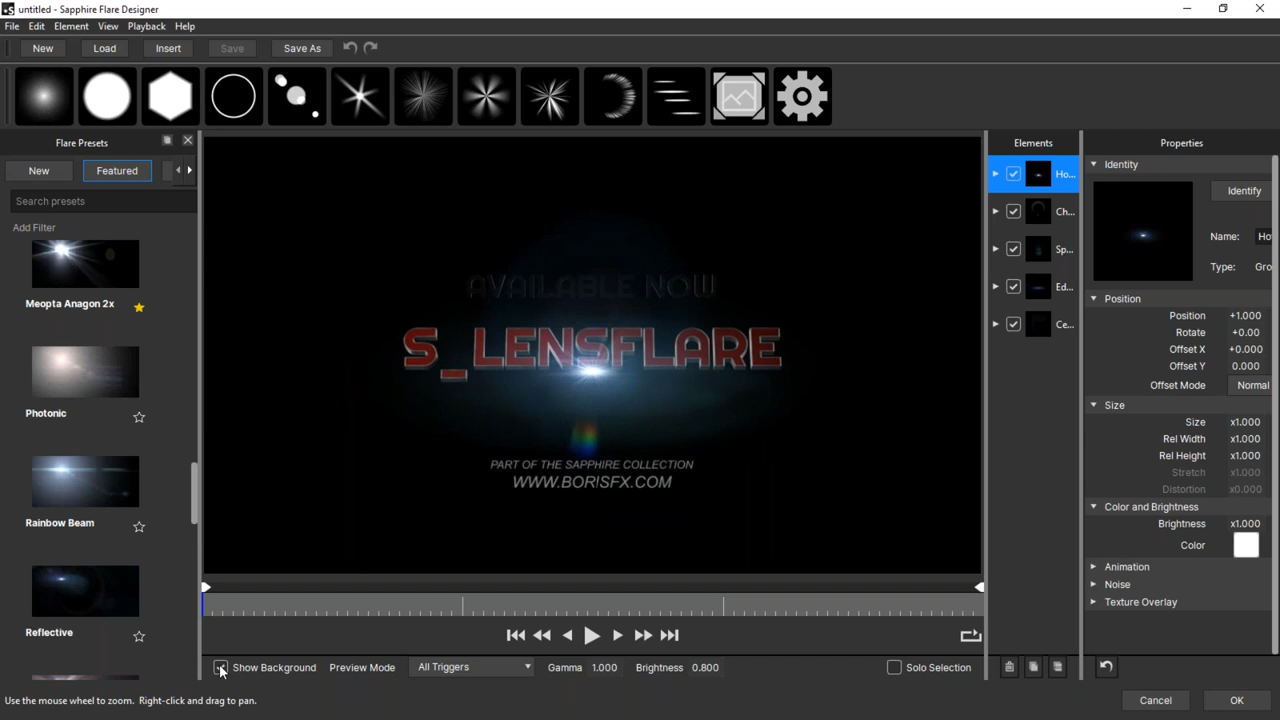 untitled - Sapphire Flare Designer
File Edit Element View Playback Help
New Load Insert Save Save As
Flare Presets
New Featured
Search presets
Add Filter
Meopta Anagon 2x
Photonic
Rainbow Beam
Reflective
AVAILABLE NOW
S_LENSFLARE
PART OF THE SAPPHIRE COLLECTION
WWW.BORISFX.COM
Show Background Preview Mode All Triggers Gamma 1.000 Brightness 0.800 Solo Selection
Elements
Ho...
Ch...
Sp...
Ed...
Ce...
Properties
Identity
Identify
Name: Ho
Type: Gro
Position
Position +1.000
Rotate +0.00
Offset X +0.000
Offset Y 0.000
Offset Mode Normal
Size
Size x1.000
Rel Width x1.000
Rel Height x1.000
Stretch x1.000
Distortion x0.000
Color and Brightness
Brightness x1.000
Color
Animation
Noise
Texture Overlay
Use the mouse wheel to zoom. Right-click and drag to pan.
Cancel OK